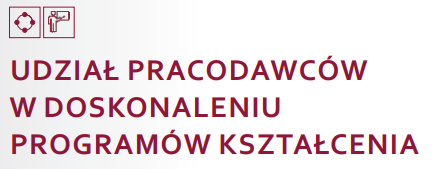 UDZIAŁ PRACODAWCÓW
W DOSKONALENIU
PROGRAMÓW KSZTAŁCENIA